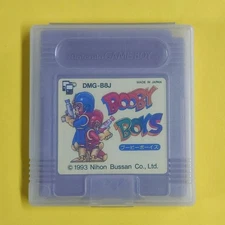 MADE IN JAPAN
DMG-B8J
BOOBY
BOYS
ブービーボーイズ
© 1993 Nihon Bussan Co., Ltd.